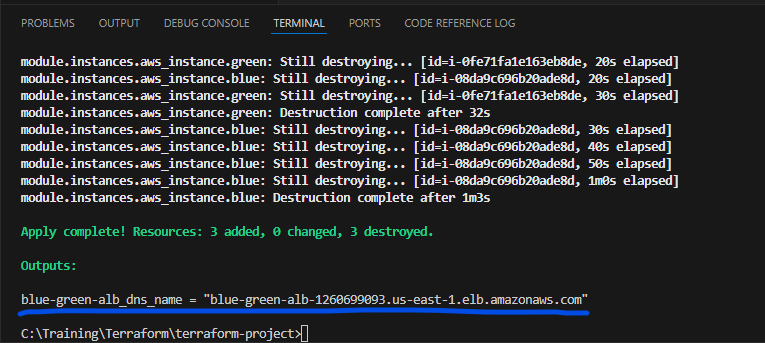 PROBLEMS OUTPUT DEBUG CONSOLE TERMINAL PORTS CODE REFERENCE LOG
module.instances.aws_instance.green: Still destroying... [id=i-0fe71fa1e163eb8de, 20s elapsed]
module.instances.aws_instance.blue: Still destroying... [id=i-08da9c696b20ade8d, 20s elapsed]
module.instances.aws_instance.green: Still destroying... [id=i-0fe71fa1e163eb8de, 30s elapsed]
module.instances.aws_instance.green: Destruction complete after 32s
module.instances.aws_instance.blue: Still destroying... [id=i-08da9c696b20ade8d, 30s elapsed]
module.instances.aws_instance.blue: Still destroying... [id=i-08da9c696b20ade8d, 40s elapsed]
module.instances.aws_instance.blue: Still destroying... [id=i-08da9c696b20ade8d, 50s elapsed]
module.instances.aws_instance.blue: Still destroying... [id=i-08da9c696b20ade8d, 1m0s elapsed]
module.instances.aws_instance.blue: Destruction complete after 1m3s
Apply complete! Resources: 3 added, 0 changed, 3 destroyed.
Outputs:
blue-green-alb_dns_name = "blue-green-alb-1260699093.us-east-1.elb.amazonaws.com"
C:\Training\Terraform\terraform-project>